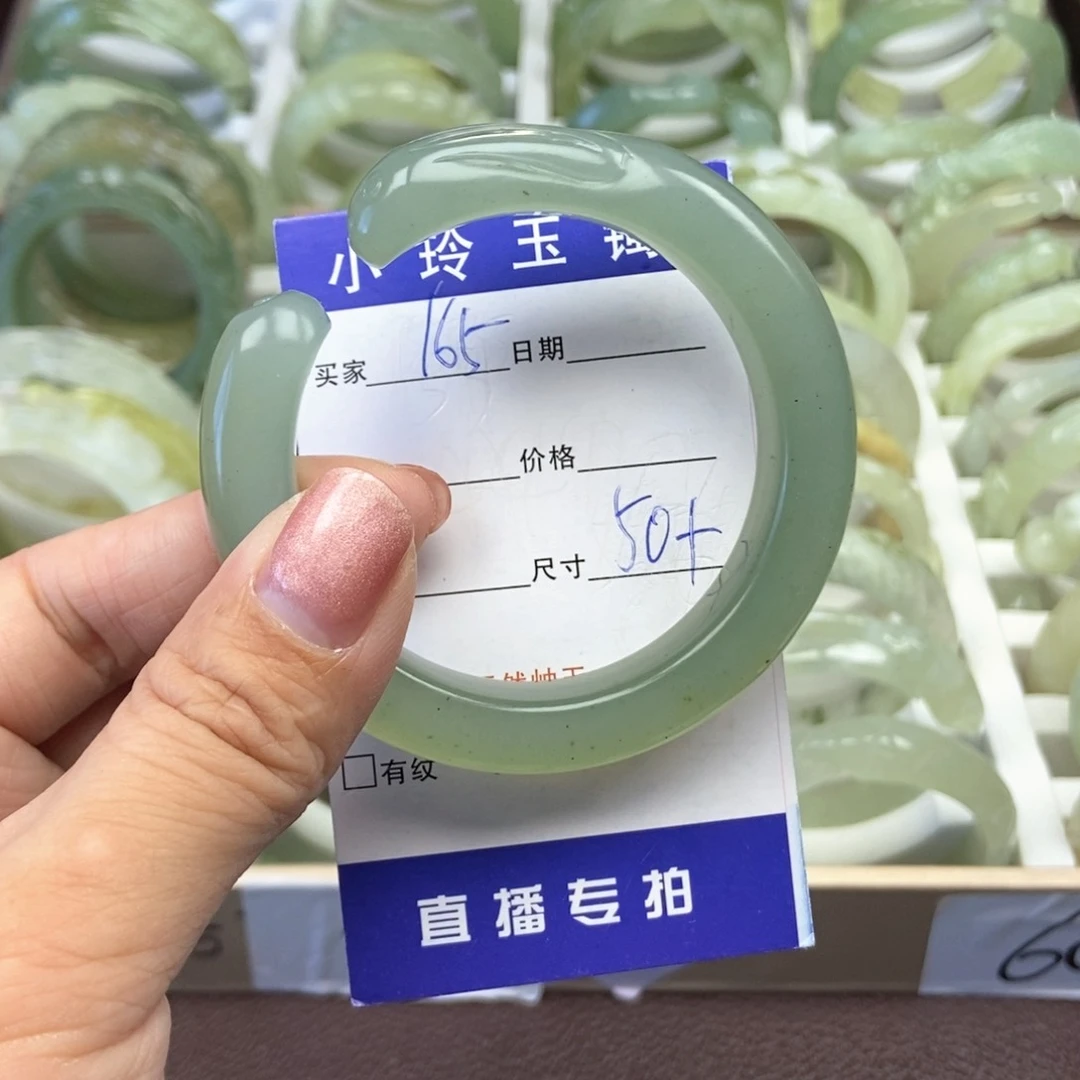 小玲玉
买家 165 日期
价格
尺寸 50+
有纹
直播专拍